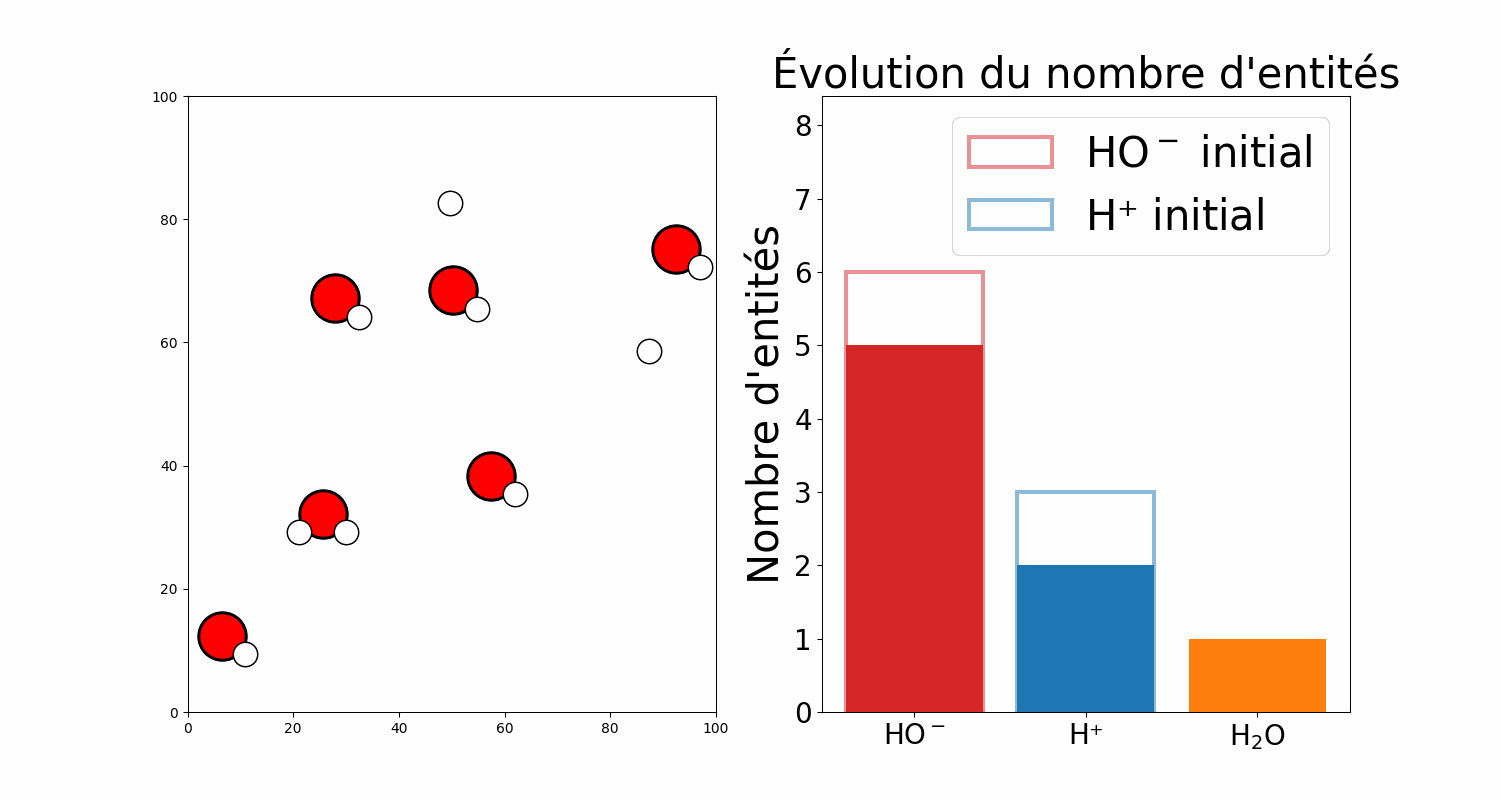 100
80
60
40
20
0
0 20 40 60 80 100
Évolution du nombre d'entités
HO⁻ initial
H⁺ initial
Nombre d'entités
8
7
6
5
4
3
2
1
0
HO⁻ H⁺ H₂O